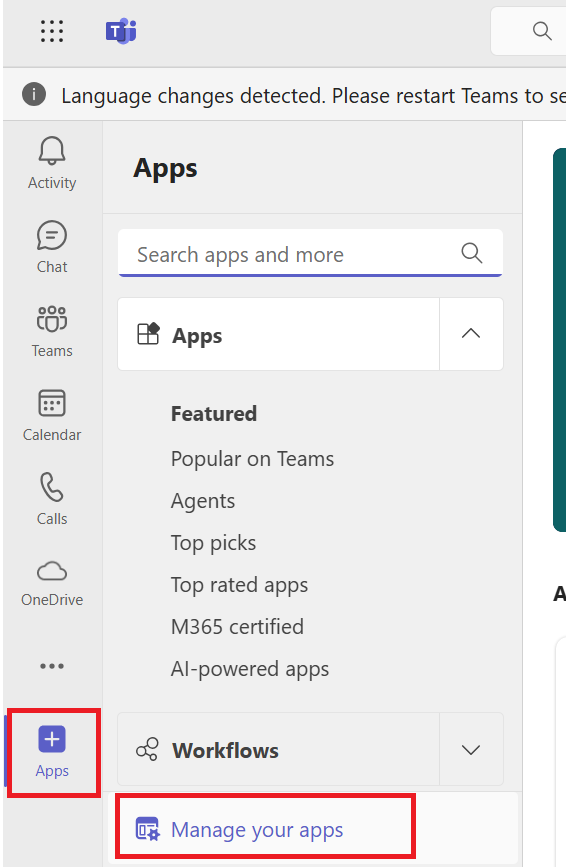 Language changes detected. Please restart Teams to se
Activity
Chat
Teams
Calendar
Calls
OneDrive
Apps
Apps
Search apps and more
Apps
Featured
Popular on Teams
Agents
Top picks
Top rated apps
M365 certified
AI-powered apps
Workflows
Manage your apps
A